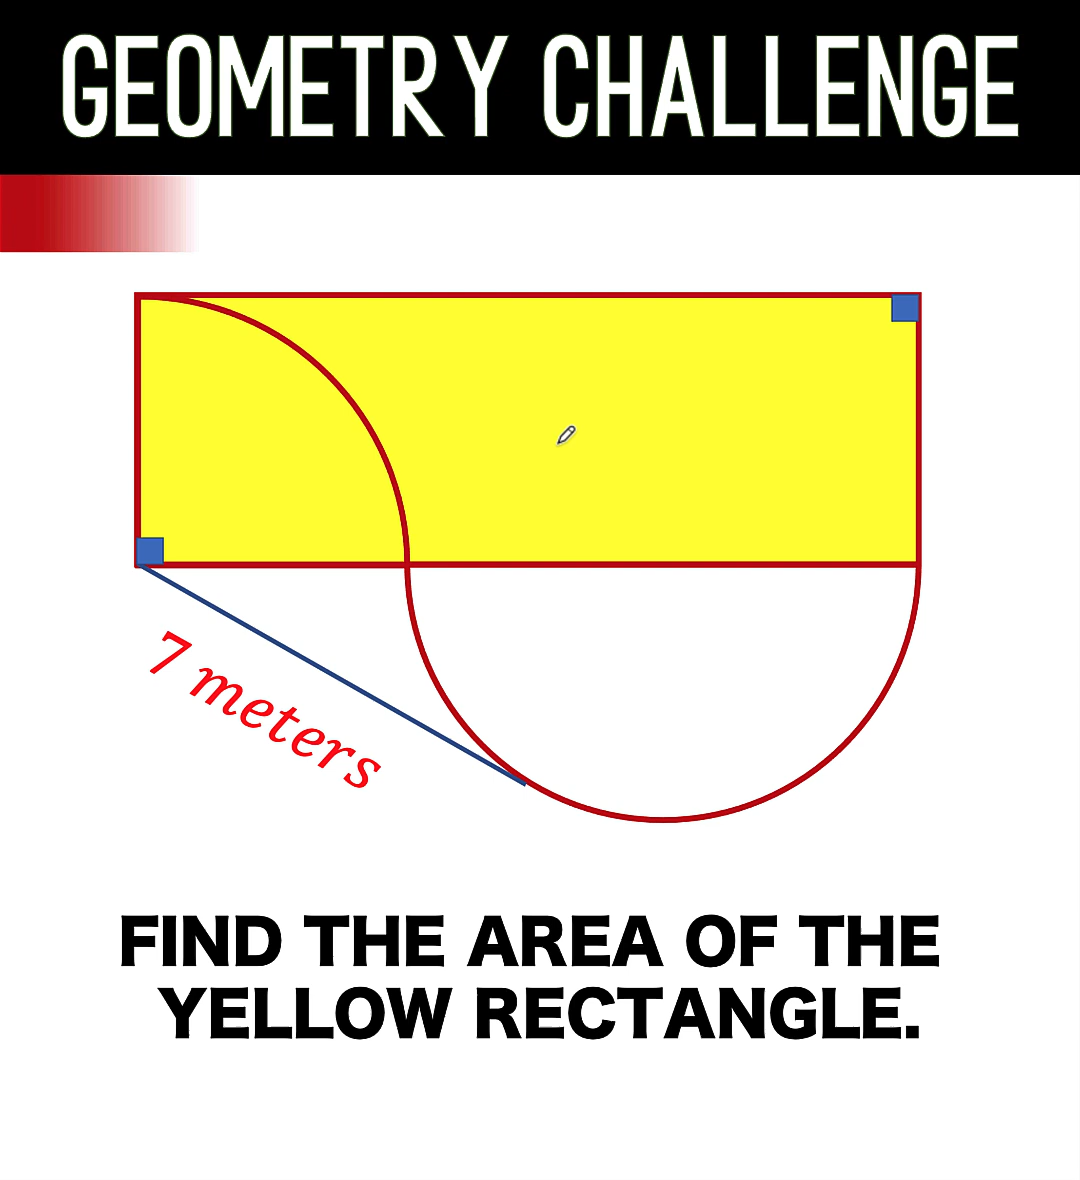 GEOMETRY CHALLENGE
7 meters
FIND THE AREA OF THE
YELLOW RECTANGLE.